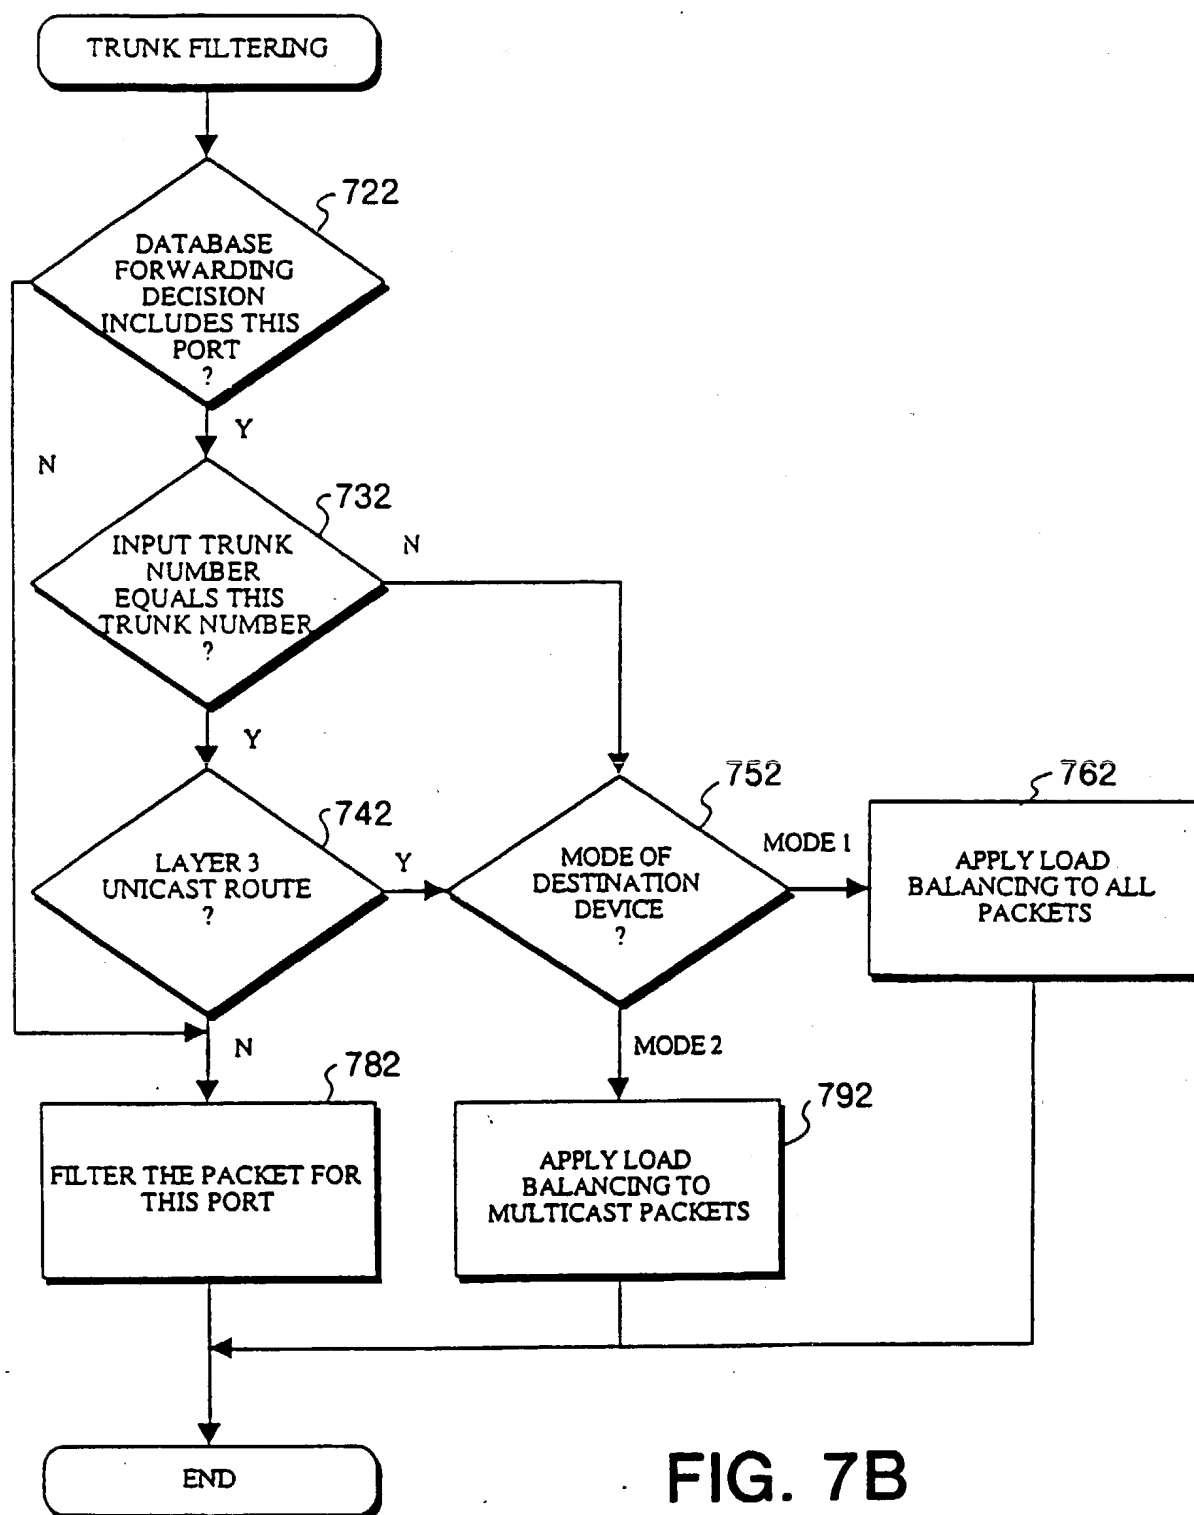 TRUNK FILTERING
722
DATABASE
FORWARDING
DECISION
INCLUDES THIS
PORT
?
Y
N
732
INPUT TRUNK
NUMBER
EQUALS THIS
TRUNK NUMBER
?
N
Y
742
LAYER 3
UNICAST ROUTE
?
Y
N
752
MODE OF
DESTINATION
DEVICE
?
MODE 1
MODE 2
762
APPLY LOAD
BALANCING TO ALL
PACKETS
782
FILTER THE PACKET FOR
THIS PORT
792
APPLY LOAD
BALANCING TO
MULTICAST PACKETS
END
FIG. 7B